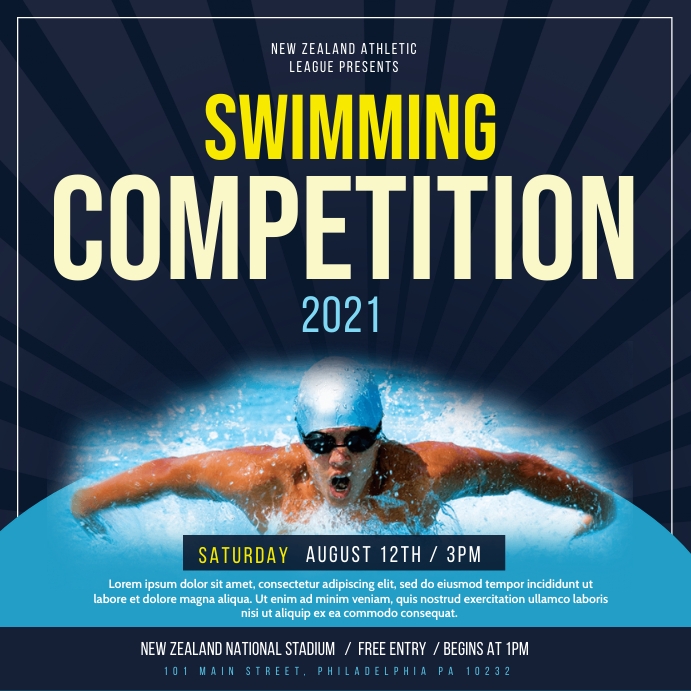 NEW ZEALAND ATHLETIC
LEAGUE PRESENTS
SWIMMING
COMPETITION
2021
SATURDAY AUGUST 12TH / 3PM
Lorem ipsum dolor sit amet, consectetur adipiscing elit, sed do eiusmod tempor incididunt ut
labore et dolore magna aliqua. Ut enim ad minim veniam, quis nostrud exercitation ullamco laboris
nisi ut aliquip ex ea commodo consequat.
NEW ZEALAND NATIONAL STADIUM / FREE ENTRY / BEGINS AT 1PM
101 MAIN STREET, PHILADELPHIA PA 10232